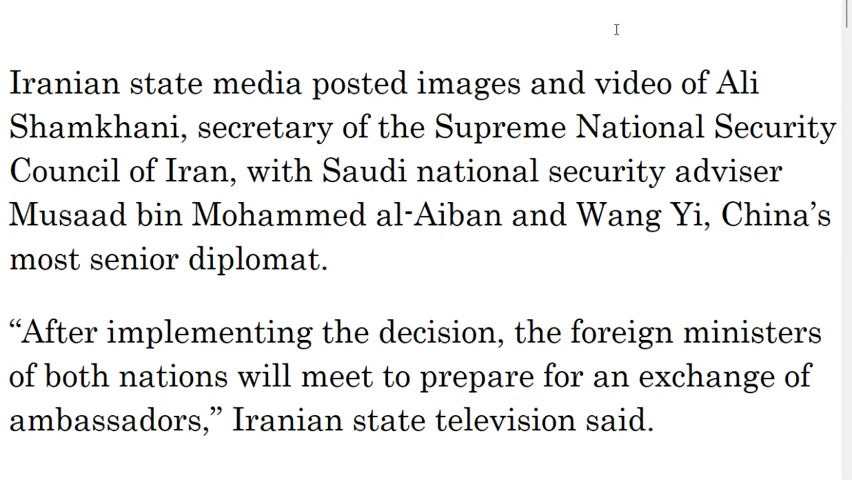 Iranian state media posted images and video of Ali
Shamkhani, secretary of the Supreme National Security
Council of Iran, with Saudi national security adviser
Musaad bin Mohammed al-Aiban and Wang Yi, China’s
most senior diplomat.
“After implementing the decision, the foreign ministers
of both nations will meet to prepare for an exchange of
ambassadors,” Iranian state television said.